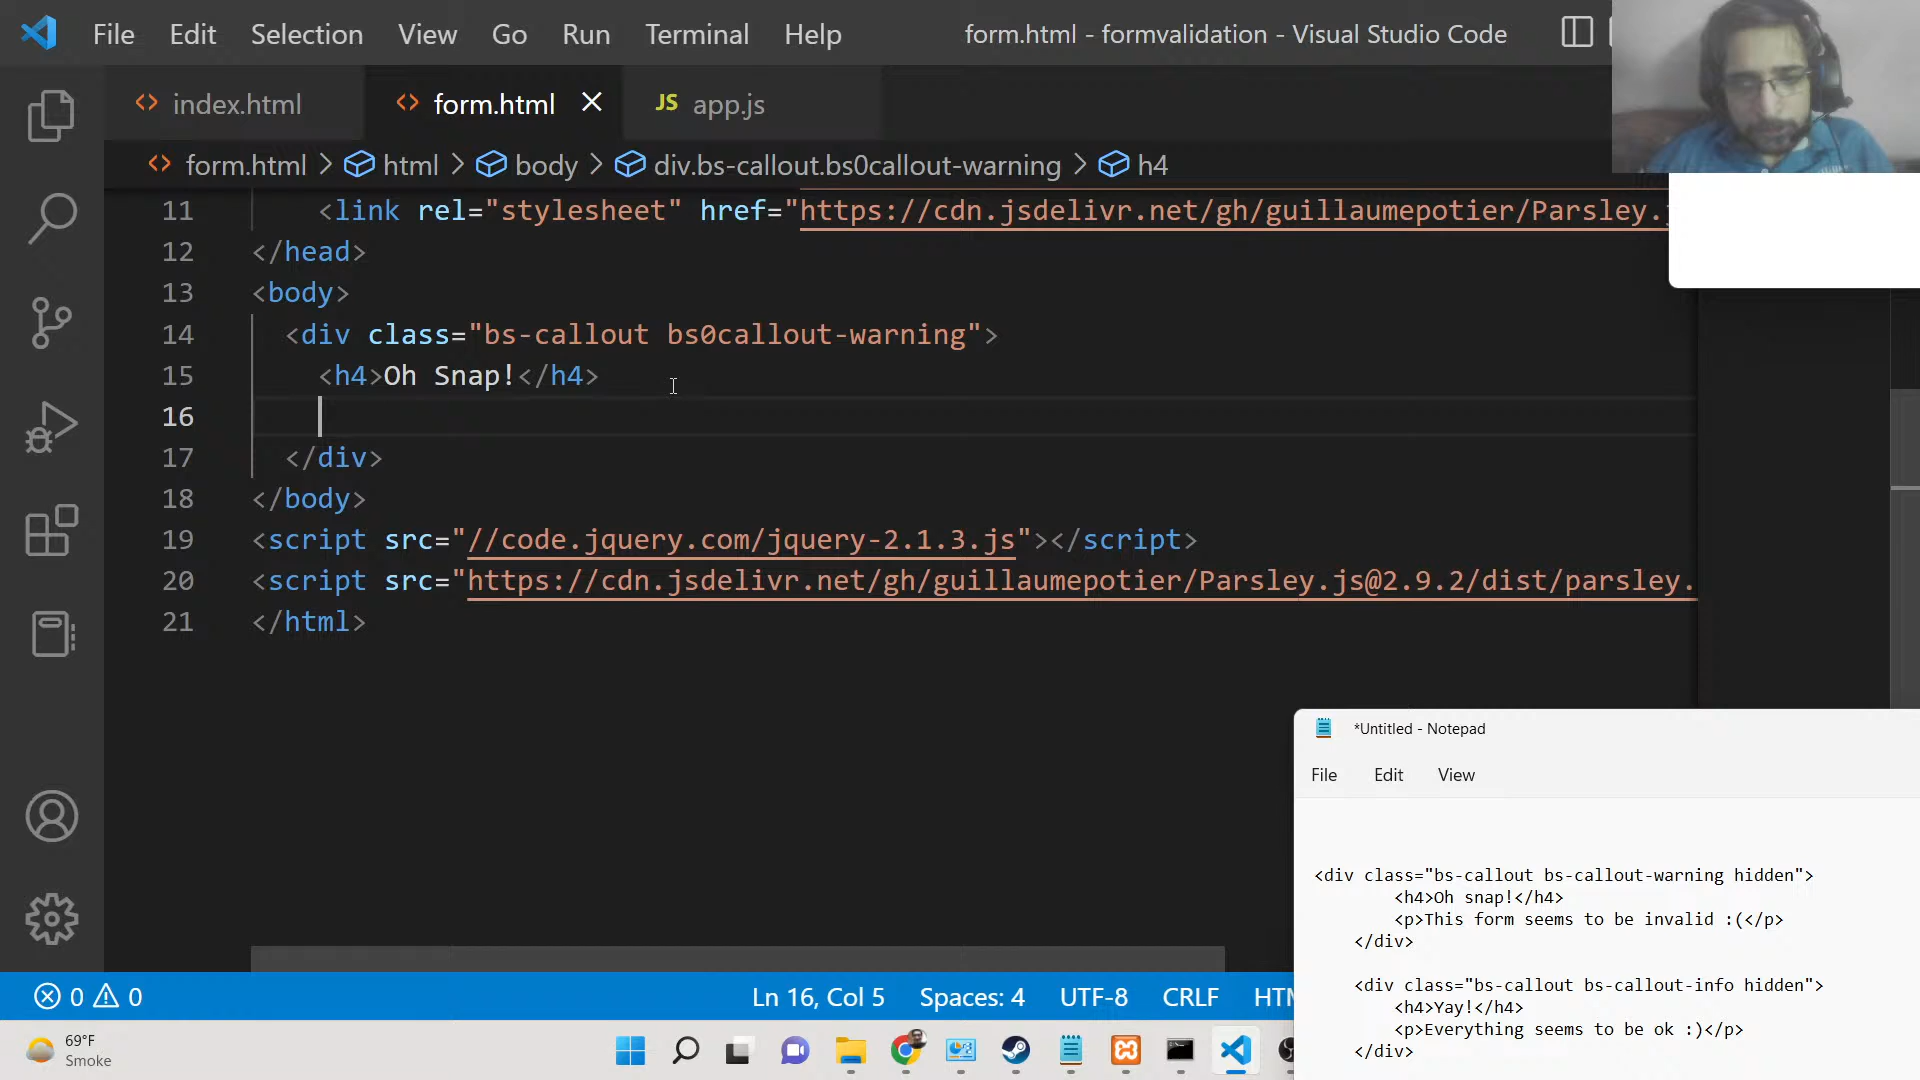 File Edit Selection View Go Run Terminal Help form.html - formvalidation - Visual Studio Code
index.html form.html JS app.js
form.html > html > body > div.bs-callout.bs0callout-warning > h4
11 <link rel="stylesheet" href="https://cdn.jsdelivr.net/gh/guillaumepotier/Parsley.
12 </head>
13 <body>
14 <div class="bs-callout bs0callout-warning">
15 <h4>Oh Snap!</h4>
16
17 </div>
18 </body>
19 <script src="//code.jquery.com/jquery-2.1.3.js"></script>
20 <script src="https://cdn.jsdelivr.net/gh/guillaumepotier/Parsley.js@2.9.2/dist/parsley.
21 </html>
*Untitled - Notepad
File Edit View
<div class="bs-callout bs-callout-warning hidden">
<h4>Oh snap!</h4>
<p>This form seems to be invalid :(</p>
</div>
<div class="bs-callout bs-callout-info hidden">
<h4>Yay!</h4>
<p>Everything seems to be ok :)</p>
</div>
0 0 Ln 16, Col 5 Spaces: 4 UTF-8 CRLF
69°F
Smoke